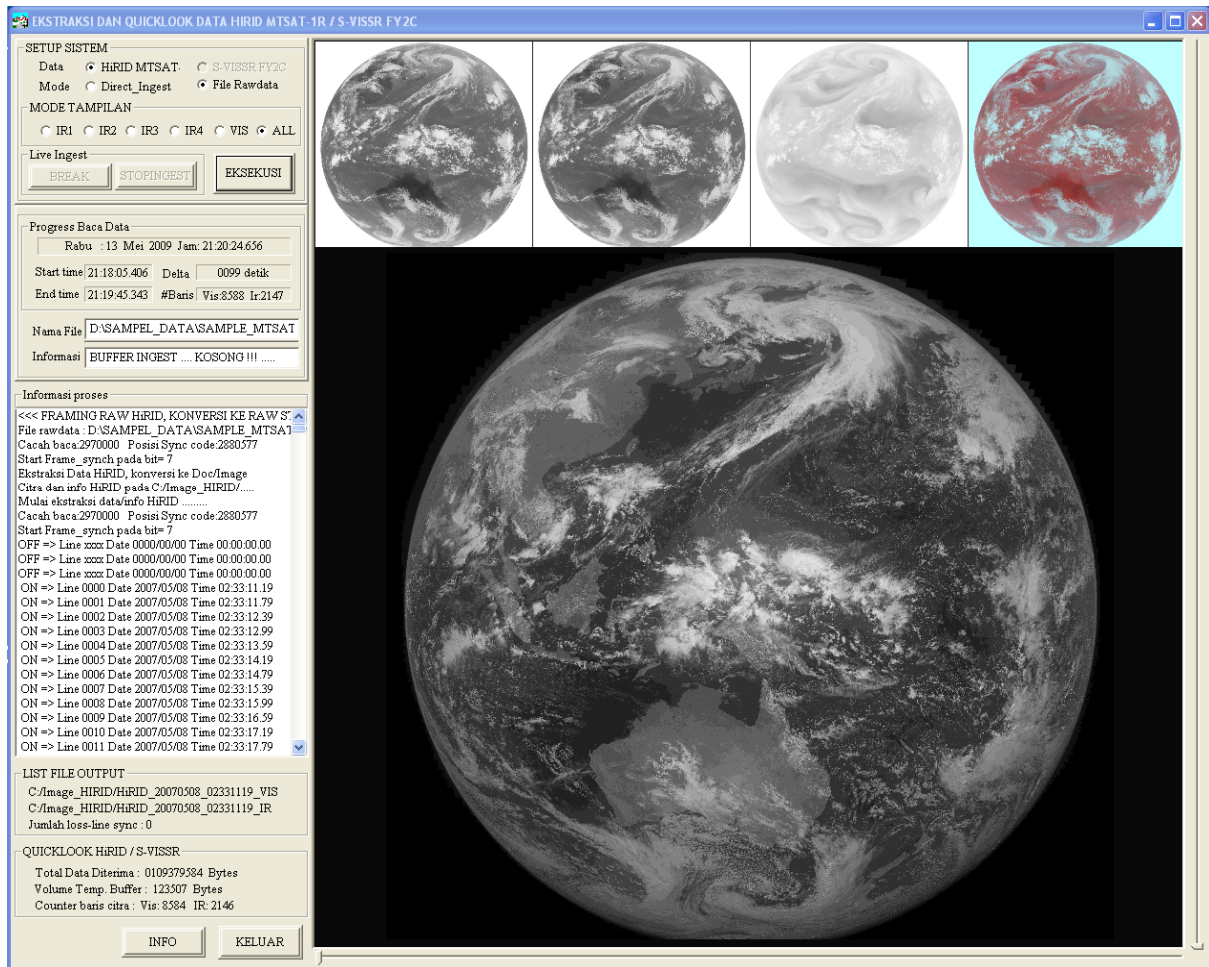 EKSTRAKSI DAN QUICKLOOK DATA HIRID MTSAT-1R / S-VISSR FY2C
SETUP SISTEM
Data HiRID MTSAT- S-VISSR FY2C
Mode Direct_Ingest File Rawdata
MODE TAMPILAN
IR1 IR2 IR3 IR4 VIS ALL
Live Ingest
BREAK STOPINGEST EKSEKUSI
Progress Baca Data
Rabu : 13 Mei 2009 Jam: 21:20:24.656
Start time 21:18:05.406 Delta 0099 detik
End time 21:19:45.343 #Baris Vis:8588 Ir:2147
Nama File D:\SAMPEL_DATA\SAMPLE_MTSAT
Informasi BUFFER INGEST .... KOSONG !!! .....
Informasi proses
<<< FRAMING RAW HiRID, KONVERSI KE RAW ST
File rawdata : D:\SAMPEL_DATA\SAMPLE_MTSAT
Cacah baca:2970000 Posisi Sync code:2880577
Start Frame_synch pada bit= 7
Ekstraksi Data HiRID, konversi ke Doc/Image
Citra dan info HiRID pada C:/Image_HIRID/.....
Mulai ekstraksi data/info HiRID .........
Cacah baca:2970000 Posisi Sync code:2880577
Start Frame_synch pada bit= 7
OFF => Line xxxx Date 0000/00/00 Time 00:00:00.00
OFF => Line xxxx Date 0000/00/00 Time 00:00:00.00
OFF => Line xxxx Date 0000/00/00 Time 00:00:00.00
ON => Line 0000 Date 2007/05/08 Time 02:33:11.19
ON => Line 0001 Date 2007/05/08 Time 02:33:11.79
ON => Line 0002 Date 2007/05/08 Time 02:33:12.39
ON => Line 0003 Date 2007/05/08 Time 02:33:12.99
ON => Line 0004 Date 2007/05/08 Time 02:33:13.59
ON => Line 0005 Date 2007/05/08 Time 02:33:14.19
ON => Line 0006 Date 2007/05/08 Time 02:33:14.79
ON => Line 0007 Date 2007/05/08 Time 02:33:15.39
ON => Line 0008 Date 2007/05/08 Time 02:33:15.99
ON => Line 0009 Date 2007/05/08 Time 02:33:16.59
ON => Line 0010 Date 2007/05/08 Time 02:33:17.19
ON => Line 0011 Date 2007/05/08 Time 02:33:17.79
LIST FILE OUTPUT
C:/Image_HIRID/HiRID_20070508_02331119_VIS
C:/Image_HIRID/HiRID_20070508_02331119_IR
Jumlah loss-line sync : 0
QUICKLOOK HiRID / S-VISSR
Total Data Diterima : 0109379584 Bytes
Volume Temp. Buffer : 123507 Bytes
Counter baris citra : Vis: 8584 IR: 2146
INFO KELUAR